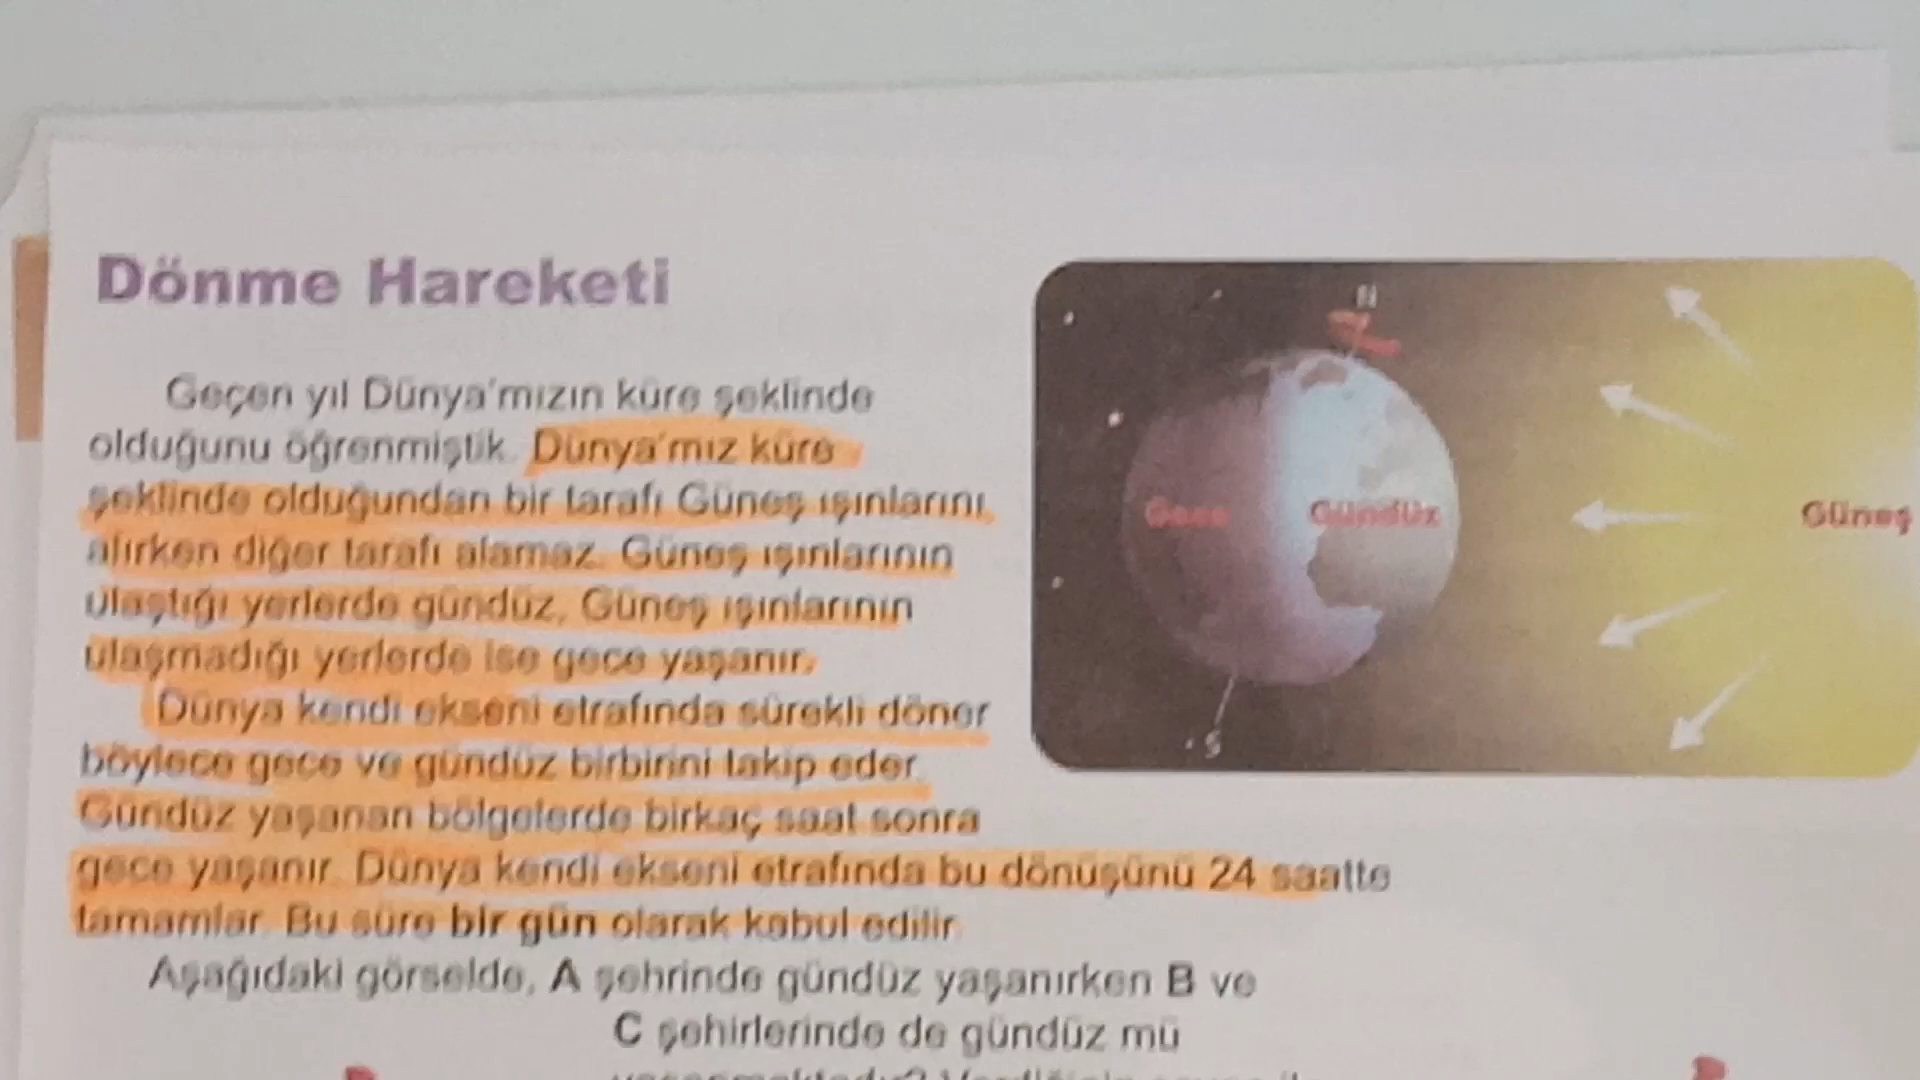 Dönme Hareketi
Geçen yıl Dünya'mızın küre şeklinde
olduğunu öğrenmiştik. Dünya'mız küre
şeklinde olduğundan bir tarafı Güneş ışınlarını
alırken diğer tarafı alamaz. Güneş ışınlarının
ulaştığı yerlerde gündüz, Güneş ışınlarının
ulaşmadığı yerlerde ise gece yaşanır.
Dünya kendi ekseni etrafında sürekli döner
böylece gece ve gündüz birbirini takip eder.
Gündüz yaşanan bölgelerde birkaç saat sonra
gece yaşanır. Dünya kendi ekseni etrafında bu dönüşünü 24 saatte
tamamlar. Bu süre bir gün olarak kabul edilir.
Aşağıdaki görselde, A şehrinde gündüz yaşanırken B ve
C şehirlerinde de gündüz mü
N
Gece
Gündüz
Güneş
S